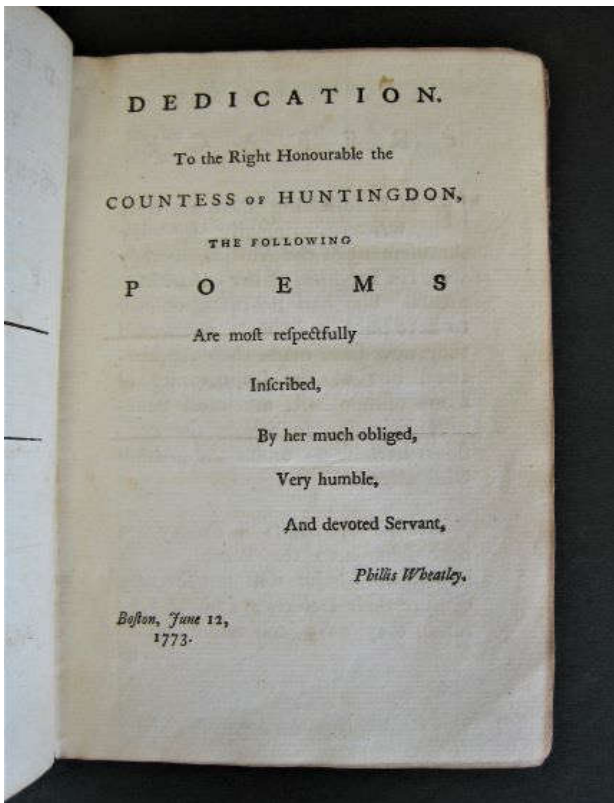 DEDICATION.
To the Right Honourable the
COUNTESS OF HUNTINGDON,
THE FOLLOWING
POEMS
Are moſt reſpectfully
Inſcribed,
By her much obliged,
Very humble,
And devoted Servant,
Phillis Wheatley.
Boſton, June 12,
1773.